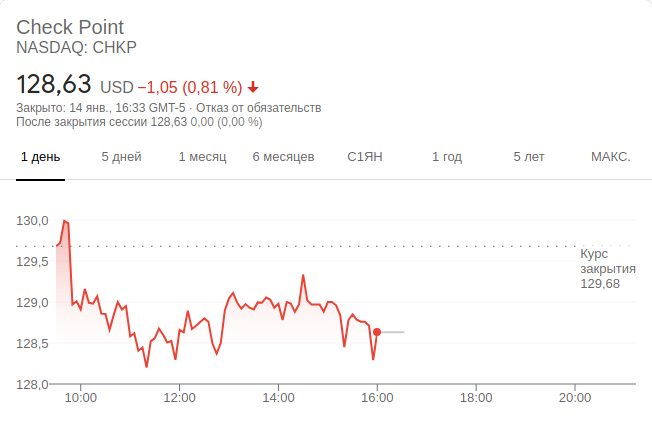 Check Point
NASDAQ: CHKP
128,63 USD −1,05 (0,81 %)
Закрыто: 14 янв., 16:33 GMT-5 · Отказ от обязательств
После закрытия сессии 128,63 0,00 (0,00 %)
1 день 5 дней 1 месяц 6 месяцев С1ЯН 1 год 5 лет МАКС.
130,0
Курс
закрытия
129,68
129,5
129,0
128,5
128,0
10:00 12:00 14:00 16:00 18:00 20:00